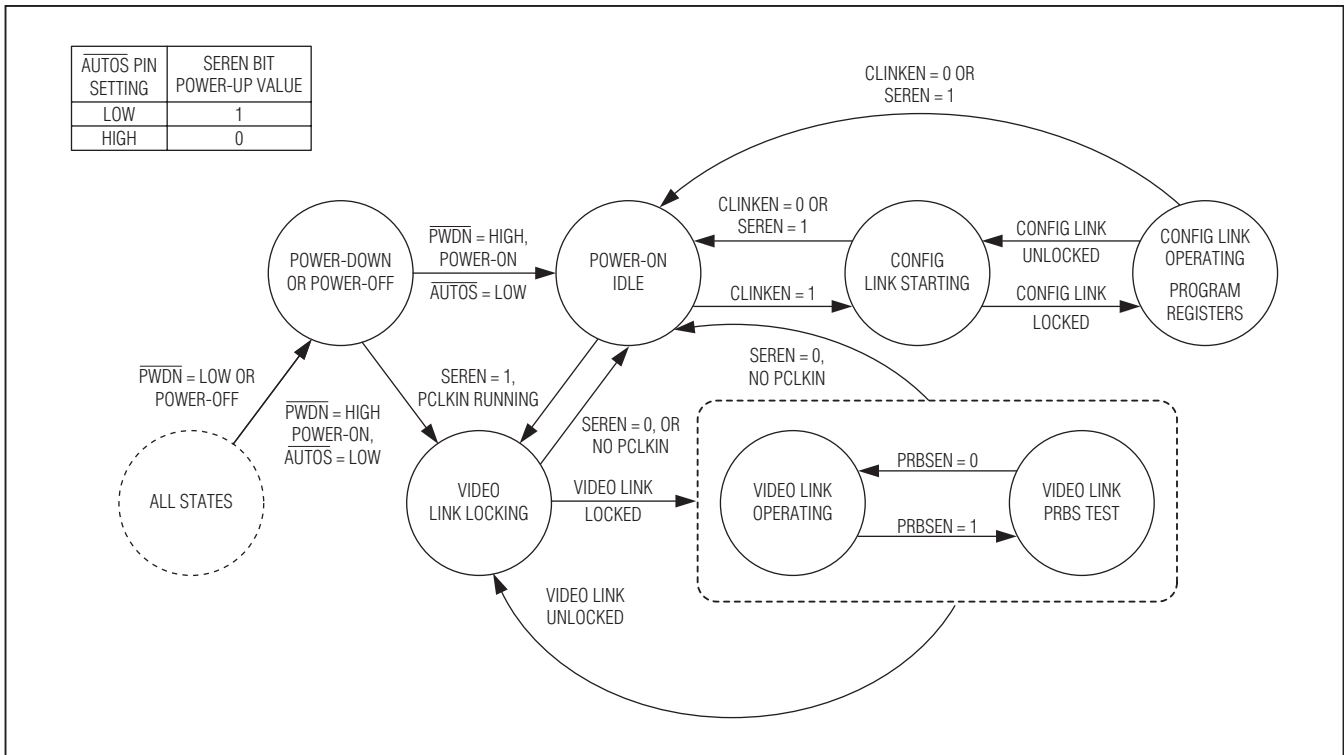 AUTOS PIN SETTING
SEREN BIT POWER-UP VALUE
LOW 1
HIGH 0
CLINKEN = 0 OR
SEREN = 1
POWER-DOWN
OR POWER-OFF
PWDN = HIGH,
POWER-ON
AUTOS = LOW
POWER-ON
IDLE
CLINKEN = 0 OR
SEREN = 1
CLINKEN = 1
CONFIG
LINK STARTING
CONFIG LINK
UNLOCKED
CONFIG LINK
LOCKED
CONFIG LINK
OPERATING
PROGRAM
REGISTERS
PWDN = LOW OR
POWER-OFF
PWDN = HIGH
POWER-ON,
AUTOS = LOW
SEREN = 1,
PCLKIN RUNNING
SEREN = 0, OR
NO PCLKIN
SEREN = 0,
NO PCLKIN
ALL STATES
VIDEO
LINK LOCKING
VIDEO LINK
LOCKED
VIDEO LINK
OPERATING
PRBSEN = 0
PRBSEN = 1
VIDEO LINK
PRBS TEST
VIDEO LINK
UNLOCKED